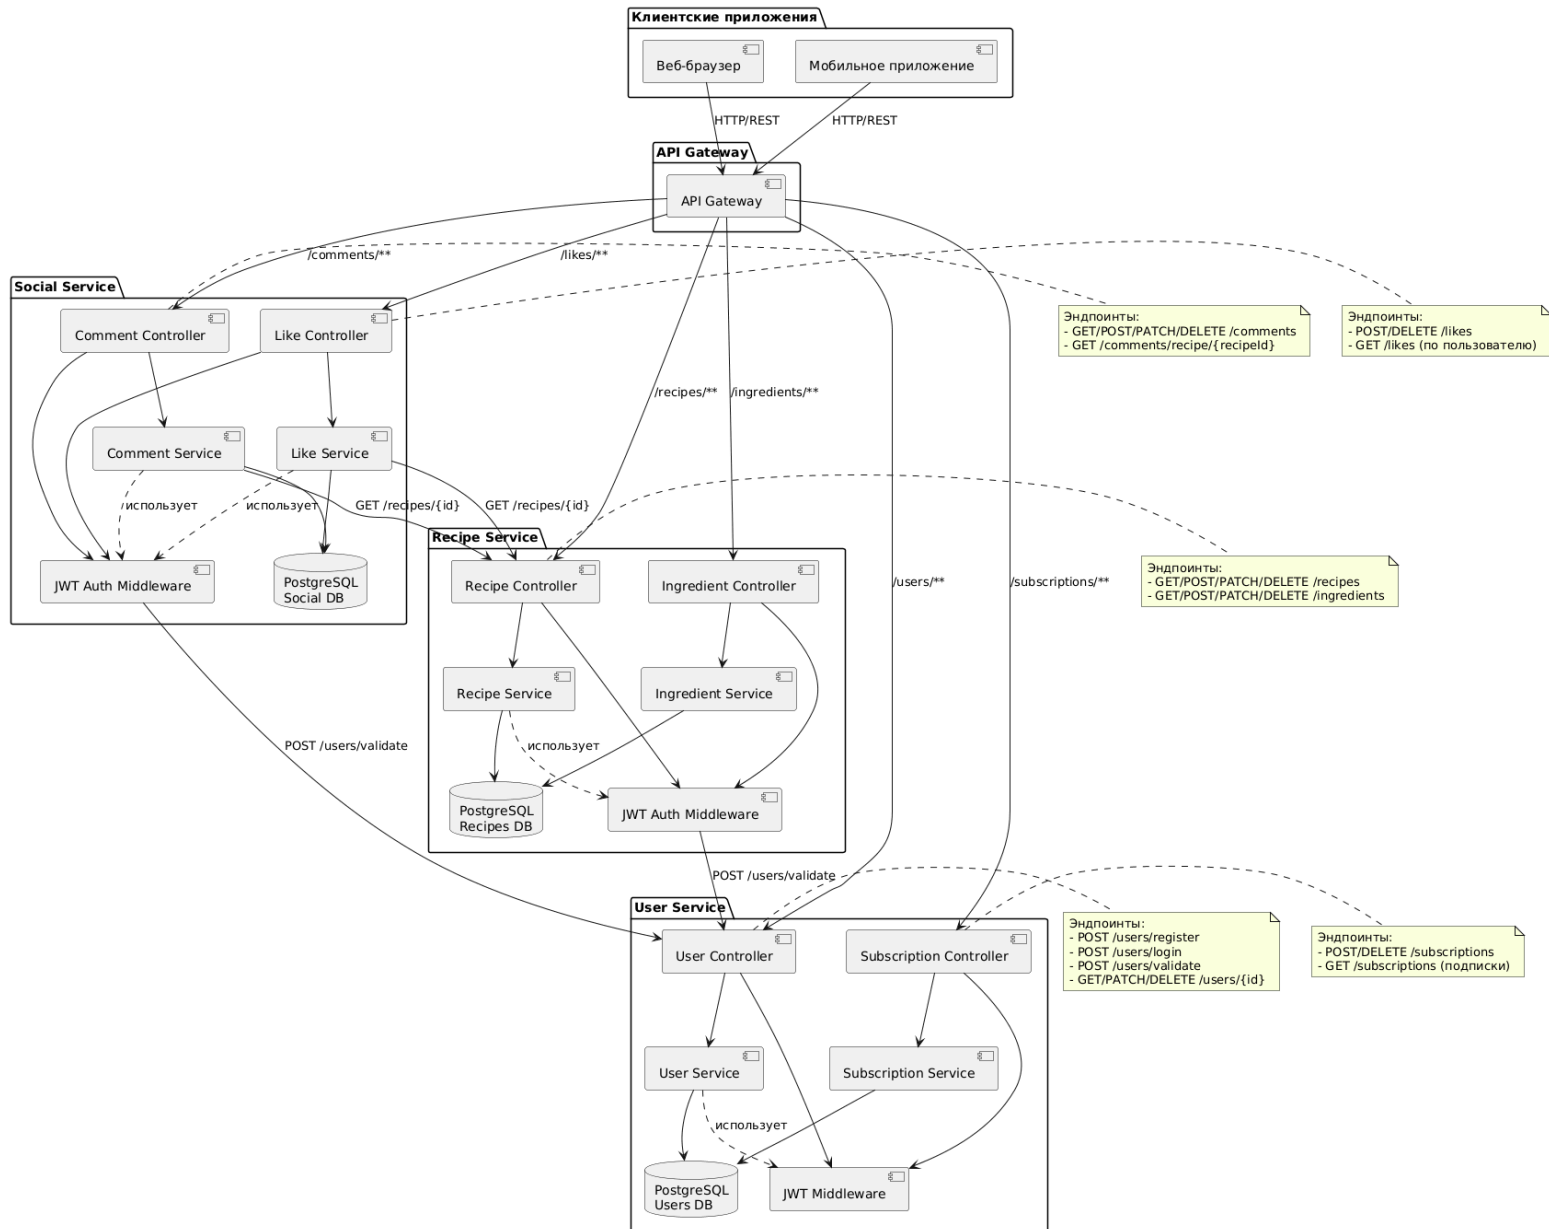 Клиентские приложения
Веб-браузер
Мобильное приложение
HTTP/REST
HTTP/REST
API Gateway
API Gateway
/comments/**
/likes/**
Social Service
Comment Controller
Like Controller
Эндпоинты:
- GET/POST/PATCH/DELETE /comments
- GET /comments/recipe/{recipeId}
Эндпоинты:
- POST/DELETE /likes
- GET /likes (по пользователю)
/recipes/**
/ingredients/**
Comment Service
Like Service
использует
использует
GET /recipes/{id}
GET /recipes/{id}
JWT Auth Middleware
PostgreSQL
Social DB
Recipe Service
Recipe Controller
Ingredient Controller
/users/**
/subscriptions/**
Эндпоинты:
- GET/POST/PATCH/DELETE /recipes
- GET/POST/PATCH/DELETE /ingredients
Recipe Service
Ingredient Service
POST /users/validate
использует
PostgreSQL
Recipes DB
JWT Auth Middleware
POST /users/validate
User Service
User Controller
Subscription Controller
Эндпоинты:
- POST /users/register
- POST /users/login
- POST /users/validate
- GET/PATCH/DELETE /users/{id}
Эндпоинты:
- POST/DELETE /subscriptions
- GET /subscriptions (подписки)
User Service
Subscription Service
использует
PostgreSQL
Users DB
JWT Middleware